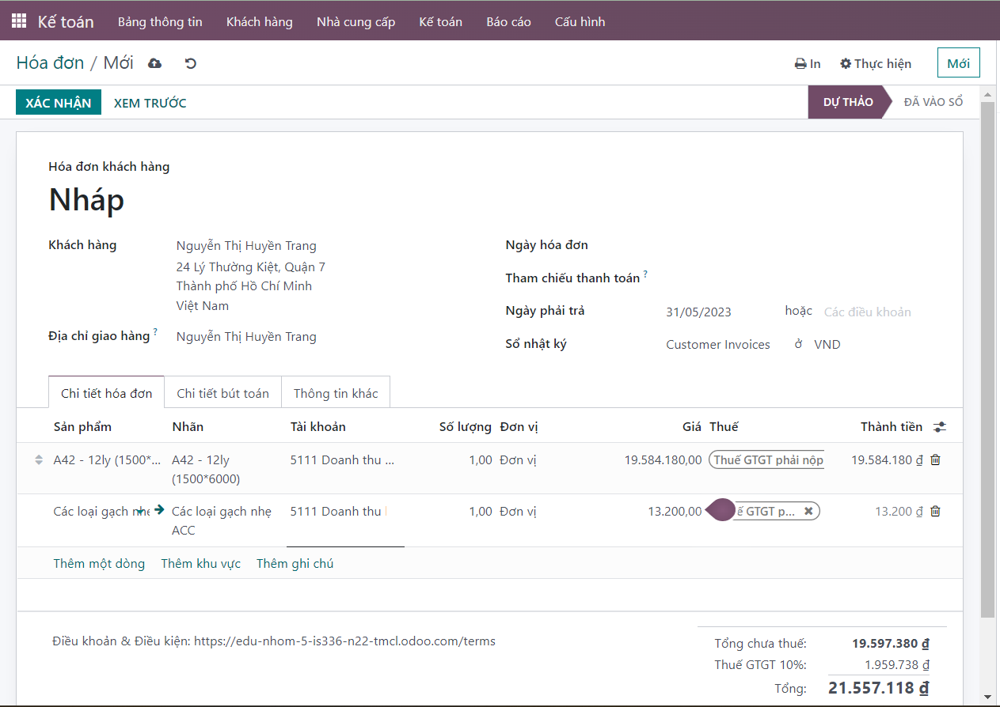 Kế toán Bảng thông tin Khách hàng Nhà cung cấp Kế toán Báo cáo Cấu hình
Hóa đơn / Mới In Thực hiện Mới
XÁC NHẬN XEM TRƯỚC DỰ THẢO ĐÃ VÀO SỔ
Hóa đơn khách hàng
Nháp
Khách hàng Nguyễn Thị Huyền Trang
24 Lý Thường Kiệt, Quận 7
Thành phố Hồ Chí Minh
Việt Nam
Địa chỉ giao hàng ? Nguyễn Thị Huyền Trang
Ngày hóa đơn
Tham chiếu thanh toán ?
Ngày phải trả 31/05/2023 hoặc Các điều khoản
Sổ nhật ký Customer Invoices ở VND
Chi tiết hóa đơn Chi tiết bút toán Thông tin khác
Sản phẩm Nhãn Tài khoản Số lượng Đơn vị Giá Thuế Thành tiền
A42 - 12ly (1500*... A42 - 12ly 5111 Doanh thu ... 1,00 Đơn vị 19.584.180,00 Thuế GTGT phải nộp 19.584.180 ₫
(1500*6000)
Các loại gạch nhẹ Các loại gạch nhẹ 5111 Doanh thu 1,00 Đơn vị 13.200,00 GTGT p... 13.200 ₫
ACC
Thêm một dòng Thêm khu vực Thêm ghi chú
Điều khoản & Điều kiện: https://edu-nhom-5-is336-n22-tmcl.odoo.com/terms
Tổng chưa thuế: 19.597.380 ₫
Thuế GTGT 10%: 1.959.738 ₫
Tổng: 21.557.118 ₫